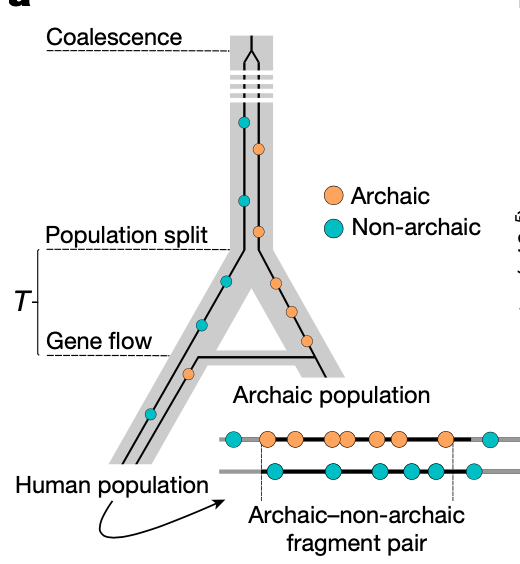 a
Coalescence
Archaic
Non-archaic
Population split
T
Gene flow
Archaic population
Human population
Archaic–non-archaic
fragment pair